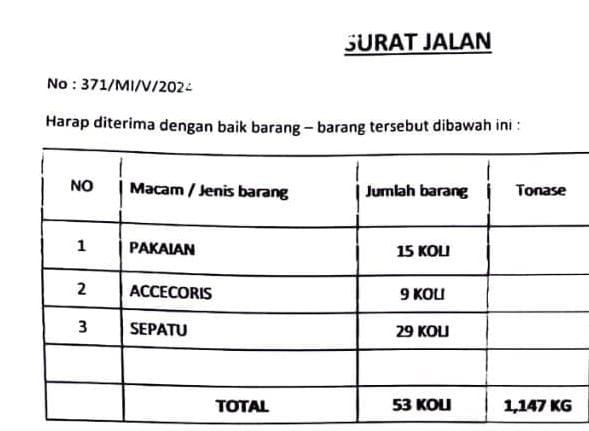 SURAT JALAN
No : 371/MI/V/2024
Harap diterima dengan baik barang – barang tersebut dibawah ini :
NO Macam / Jenis barang Jumlah barang Tonase
1 PAKAIAN 15 KOLI
2 ACCECORIS 9 KOLI
3 SEPATU 29 KOLI
TOTAL 53 KOLI 1,147 KG